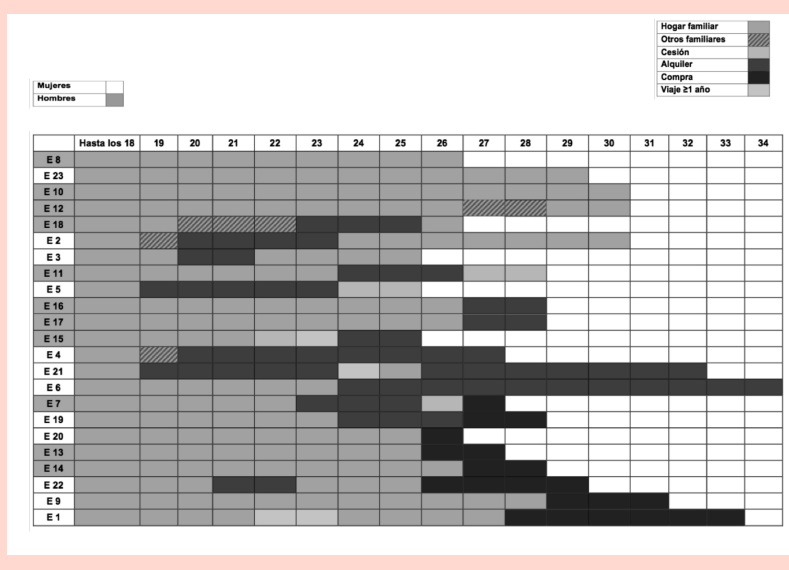 Hogar familiar
Otros familiares
Cesión
Alquiler
Compra
Viaje ≥1 año
Mujeres
Hombres
Hasta los 18 19 20 21 22 23 24 25 26 27 28 29 30 31 32 33 34
E 8
E 23
E 10
E 12
E 18
E 2
E 3
E 11
E 5
E 16
E 17
E 15
E 4
E 21
E 6
E 7
E 19
E 20
E 13
E 14
E 22
E 9
E 1